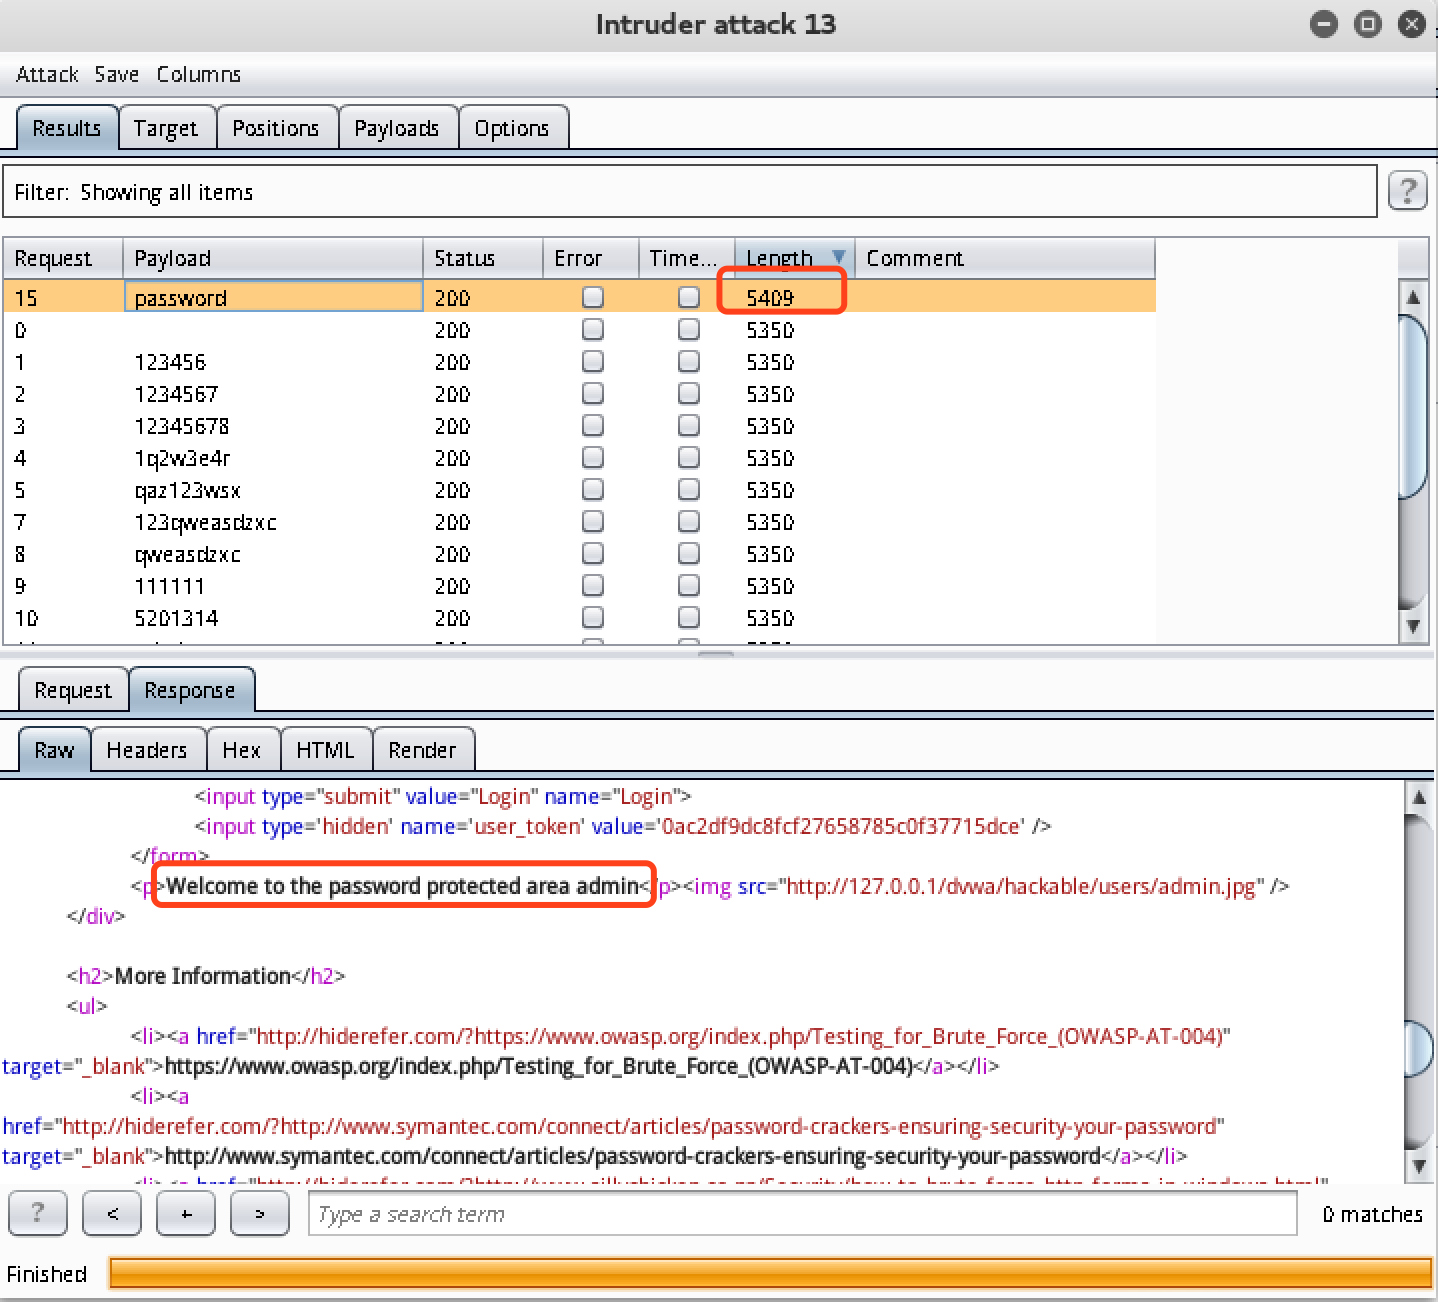 Intruder attack 13
Attack Save Columns
Results Target Positions Payloads Options
Filter: Showing all items ?
Request Payload Status Error Time... Length Comment
15 password 200 5409
0 200 5350
1 123456 200 5350
2 1234567 200 5350
3 12345678 200 5350
4 1q2w3e4r 200 5350
5 qaz123wsx 200 5350
7 123qweasdzxc 200 5350
8 qweasdzxc 200 5350
9 111111 200 5350
10 5201314 200 5350
Request Response
Raw Headers Hex HTML Render
<input type="submit" value="Login" name="Login">
<input type='hidden' name='user_token' value='0ac2df9dc8fcf27658785c0f37715dce' />
</form>
<p>Welcome to the password protected area admin</p><img src="http://127.0.0.1/dvwa/hackable/users/admin.jpg" />
</div>
<h2>More Information</h2>
<ul>
<li><a href="http://hiderefer.com/?https://www.owasp.org/index.php/Testing_for_Brute_Force_(OWASP-AT-004)"
target="_blank">https://www.owasp.org/index.php/Testing_for_Brute_Force_(OWASP-AT-004)</a></li>
<li><a
href="http://hiderefer.com/?http://www.symantec.com/connect/articles/password-crackers-ensuring-security-your-password"
target="_blank">http://www.symantec.com/connect/articles/password-crackers-ensuring-security-your-password</a></li>
? < + > Type a search term 0 matches
Finished